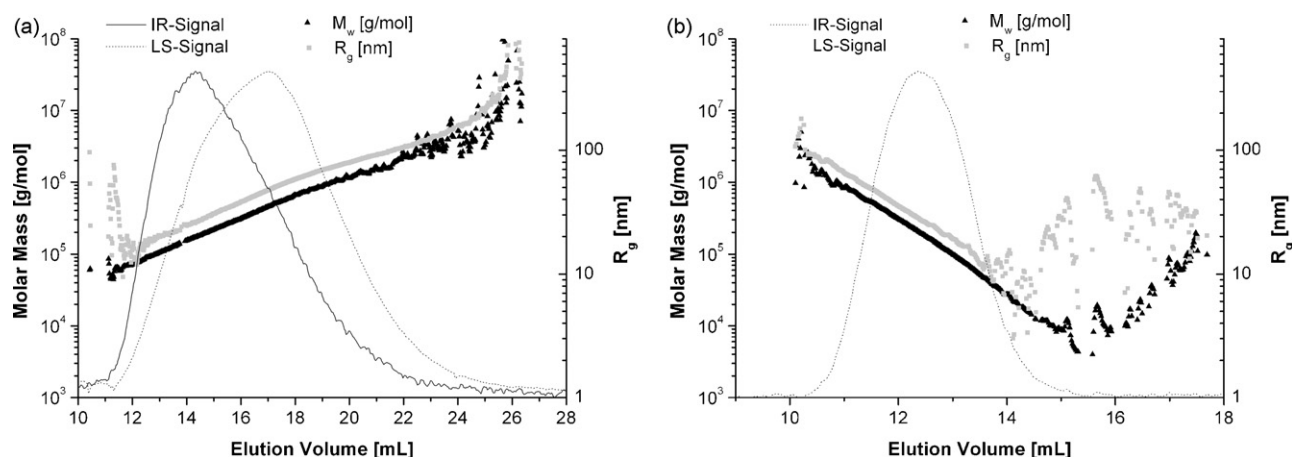 (a)
IR-Signal
LS-Signal
M_w [g/mol]
R_g [nm]
10^8
10^7
10^6
10^5
10^4
10^3
Molar Mass [g/mol]
100
10
1
R_g [nm]
10 12 14 16 18 20 22 24 26 28
Elution Volume [mL]
(b)
IR-Signal
LS-Signal
M_w [g/mol]
R_g [nm]
10^8
10^7
10^6
10^5
10^4
10^3
Molar Mass [g/mol]
100
10
1
R_g [nm]
10 12 14 16 18
Elution Volume [mL]